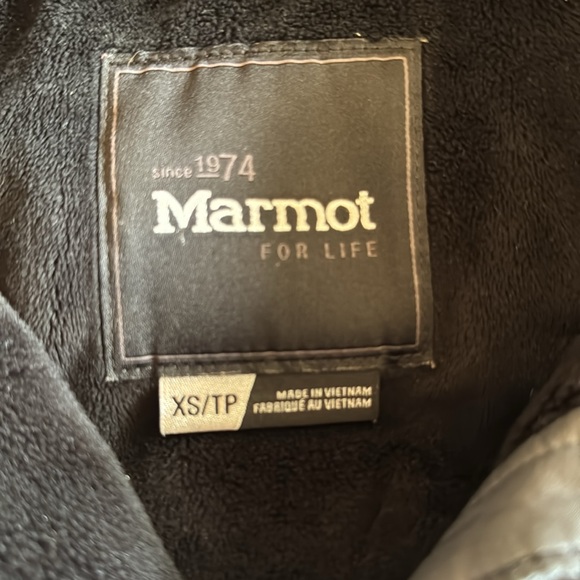 since 1974
Marmot
FOR LIFE
XS/TP
MADE IN VIETNAM
FABRIQUÉ AU VIETNAM